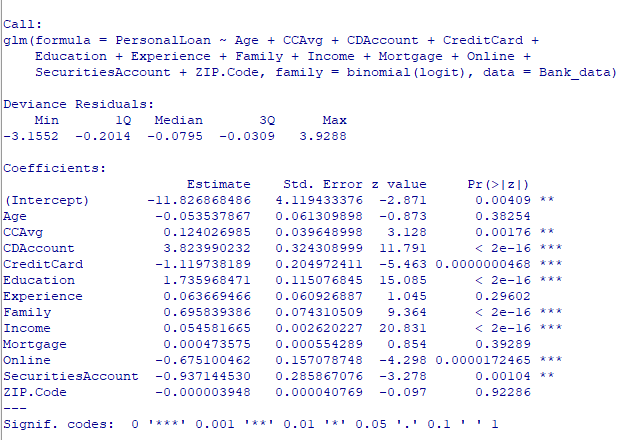 Call:
glm(formula = PersonalLoan ~ Age + CCAvg + CDAccount + CreditCard +
    Education + Experience + Family + Income + Mortgage + Online +
    SecuritiesAccount + ZIP.Code, family = binomial(logit), data = Bank_data)
Deviance Residuals:
    Min      1Q  Median      3Q     Max
-3.1552 -0.2014 -0.0795 -0.0309  3.9288
Coefficients:
                  Estimate    Std. Error z value     Pr(>|z|)
(Intercept)       -11.826868486  4.119433376  -2.871      0.00409 **
Age                -0.053537867  0.061309898  -0.873      0.38254
CCAvg               0.124026985  0.039648998   3.128      0.00176 **
CDAccount           3.823990232  0.324308999  11.791      < 2e-16 ***
CreditCard         -1.119738189  0.204972411  -5.463 0.0000000468 ***
Education           1.735968471  0.115076845  15.085      < 2e-16 ***
Experience          0.063669466  0.060926887   1.045      0.29602
Family              0.695839386  0.074310509   9.364      < 2e-16 ***
Income              0.054581665  0.002620227  20.831      < 2e-16 ***
Mortgage            0.000473575  0.000554289   0.854      0.39289
Online             -0.675100462  0.157078748  -4.298 0.0000172465 ***
SecuritiesAccount  -0.937144530  0.285867076  -3.278      0.00104 **
ZIP.Code           -0.000003948  0.000040769  -0.097      0.92286
---
Signif. codes:  0 '***' 0.001 '**' 0.01 '*' 0.05 '.' 0.1 ' ' 1